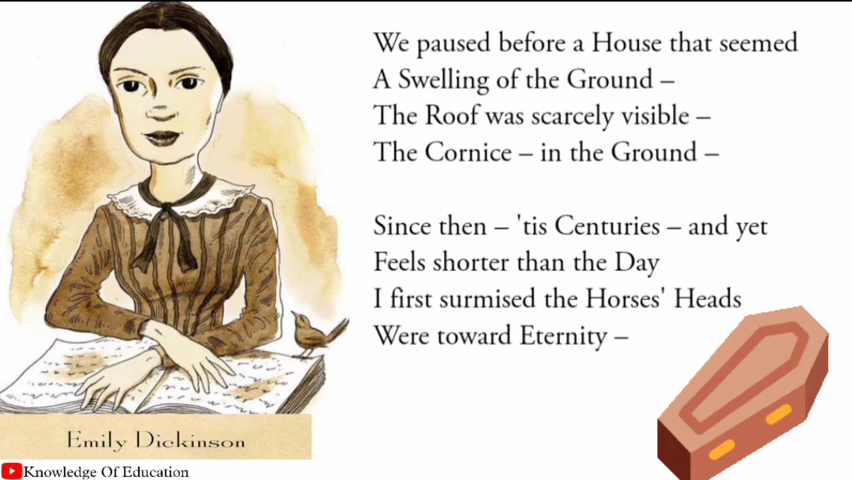 We paused before a House that seemed
A Swelling of the Ground –
The Roof was scarcely visible –
The Cornice – in the Ground –
Since then – 'tis Centuries – and yet
Feels shorter than the Day
I first surmised the Horses' Heads
Were toward Eternity –
Emily Dickinson
Knowledge Of Education